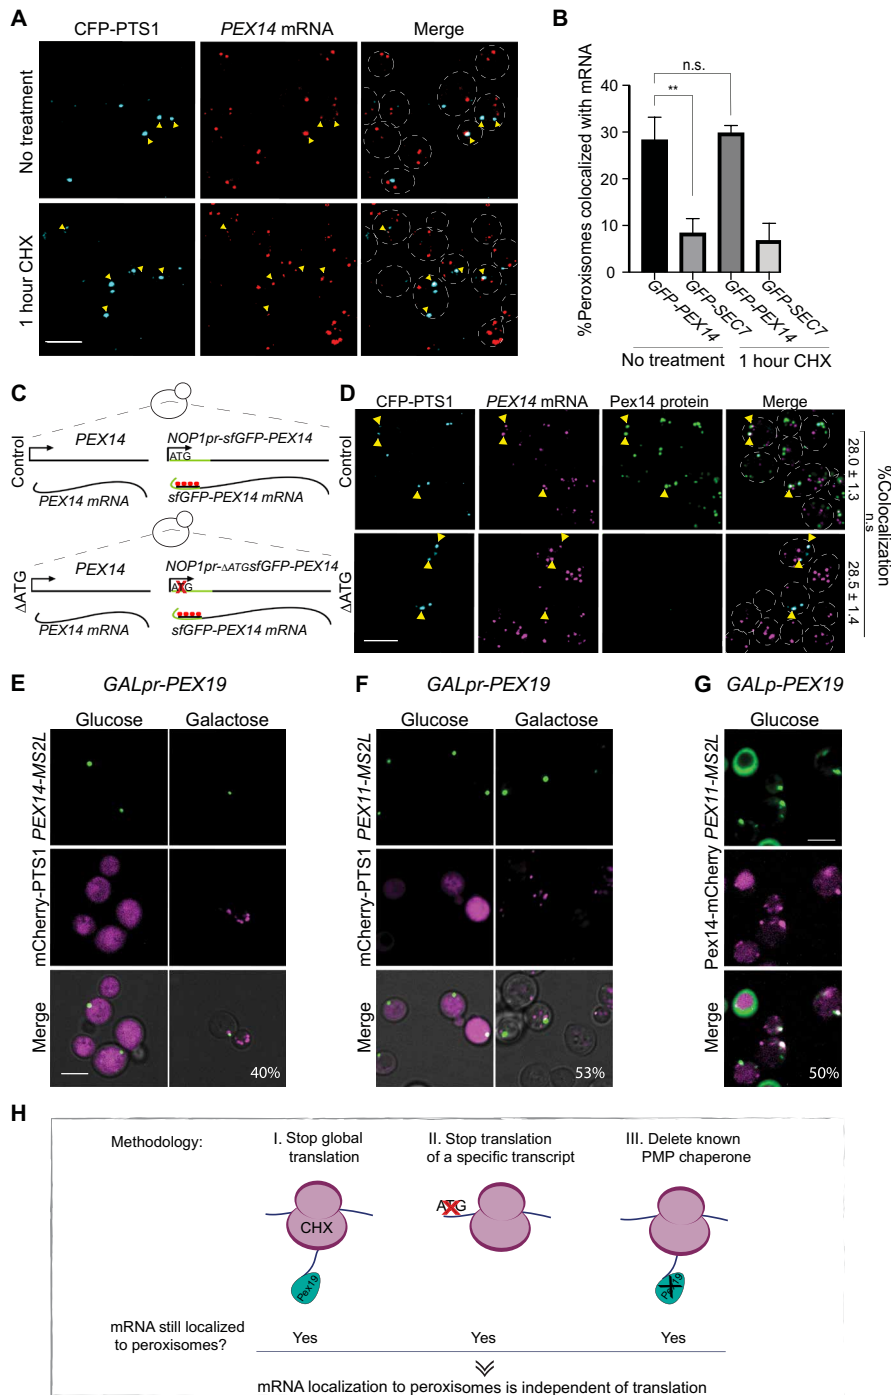 A
CFP-PTS1
PEX14 mRNA
Merge
No treatment
1 hour CHX
B
%Peroxisomes colocalized with mRNA
40
30
20
10
0
n.s.
**
GFP-PEX14
GFP-SEC7
GFP-PEX14
GFP-SEC7
No treatment
1 hour CHX
C
Control
PEX14
NOP1pr-sfGFP-PEX14
ATG
PEX14 mRNA
sfGFP-PEX14 mRNA
ΔATG
PEX14
NOP1pr-ΔATGsfGFP-PEX14
ATG
PEX14 mRNA
sfGFP-PEX14 mRNA
D
CFP-PTS1
PEX14 mRNA
Pex14 protein
Merge
Control
ΔATG
28.0 ± 1.3
n.s
28.5 ± 1.4
%Colocalization
E
GALpr-PEX19
Glucose
Galactose
PEX14-MS2L
mCherry-PTS1
Merge
40%
F
GALpr-PEX19
Glucose
Galactose
PEX11-MS2L
mCherry-PTS1
Merge
53%
G
GALp-PEX19
Glucose
PEX11-MS2L
Pex14-mCherry
Merge
50%
H
Methodology:
I. Stop global
translation
II. Stop translation
of a specific transcript
III. Delete known
PMP chaperone
CHX
Pex19
ATG
Pex19
mRNA still localized
to peroxisomes?
Yes
Yes
Yes
mRNA localization to peroxisomes is independent of translation